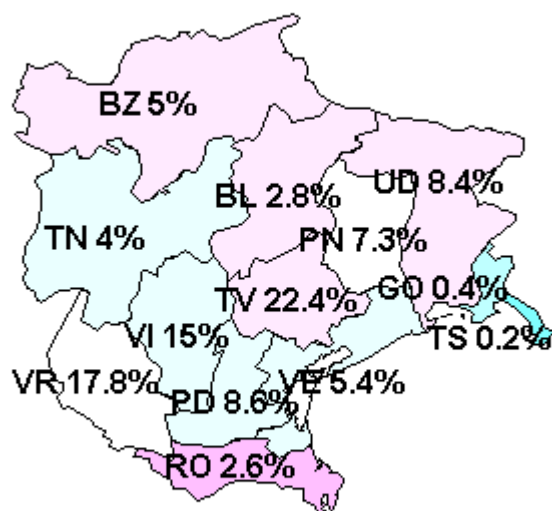 BZ 5%
UD 8.4%
BL 2.8%
TN 4%
PN 7.3%
GO 0.4%
TV 22.4%
TS 0.2%
VI 15%
VR 17.8%
VE 5.4%
PD 8.6%
RO 2.6%